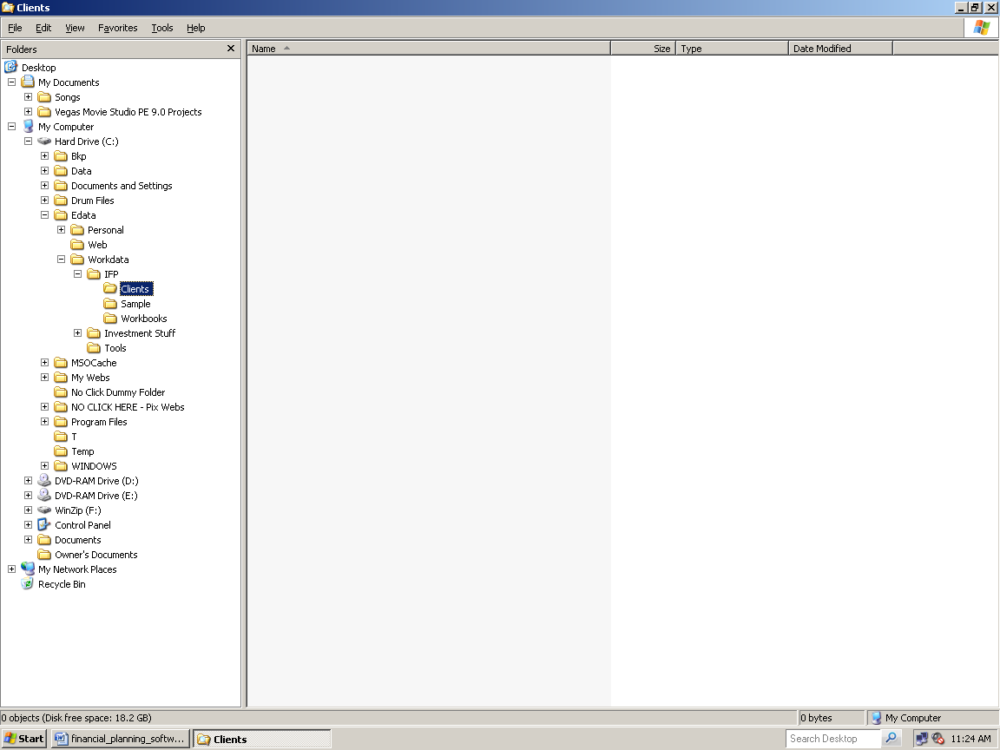 Clients
File Edit View Favorites Tools Help
Folders
Name Size Type Date Modified
Desktop
My Documents
Songs
Vegas Movie Studio PE 9.0 Projects
My Computer
Hard Drive (C:)
Bkp
Data
Documents and Settings
Drum Files
Edata
Personal
Web
Workdata
IFP
Clients
Sample
Workbooks
Investment Stuff
Tools
MSOCache
My Webs
No Click Dummy Folder
NO CLICK HERE - Pix Webs
Program Files
T
Temp
WINDOWS
DVD-RAM Drive (D:)
DVD-RAM Drive (E:)
WinZip (F:)
Control Panel
Documents
Owner's Documents
My Network Places
Recycle Bin
0 objects (Disk free space: 18.2 GB) 0 bytes My Computer
Start financial_planning_softw... Clients Search Desktop 11:24 AM